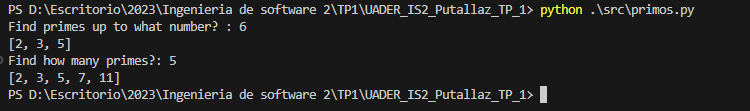 PS D:\Escritorio\2023\Ingenieria de software 2\TP1\UADER_IS2_Putallaz_TP_1> python .\src\primos.py
Find primes up to what number? : 6
[2, 3, 5]
Find how many primes?: 5
[2, 3, 5, 7, 11]
PS D:\Escritorio\2023\Ingenieria de software 2\TP1\UADER_IS2_Putallaz_TP_1>